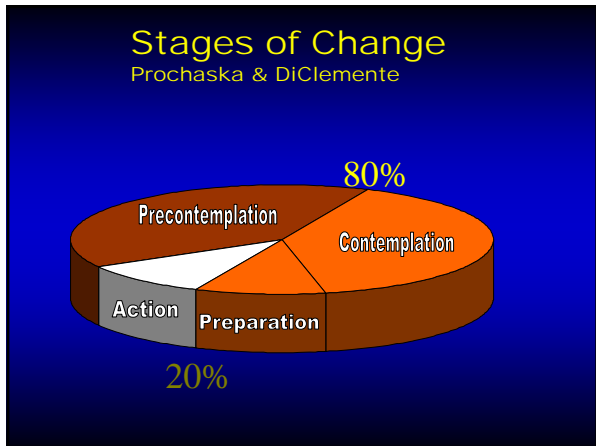 Stages of Change
Prochaska & DiClemente
80%
Precontemplation
Contemplation
Action
Preparation
20%